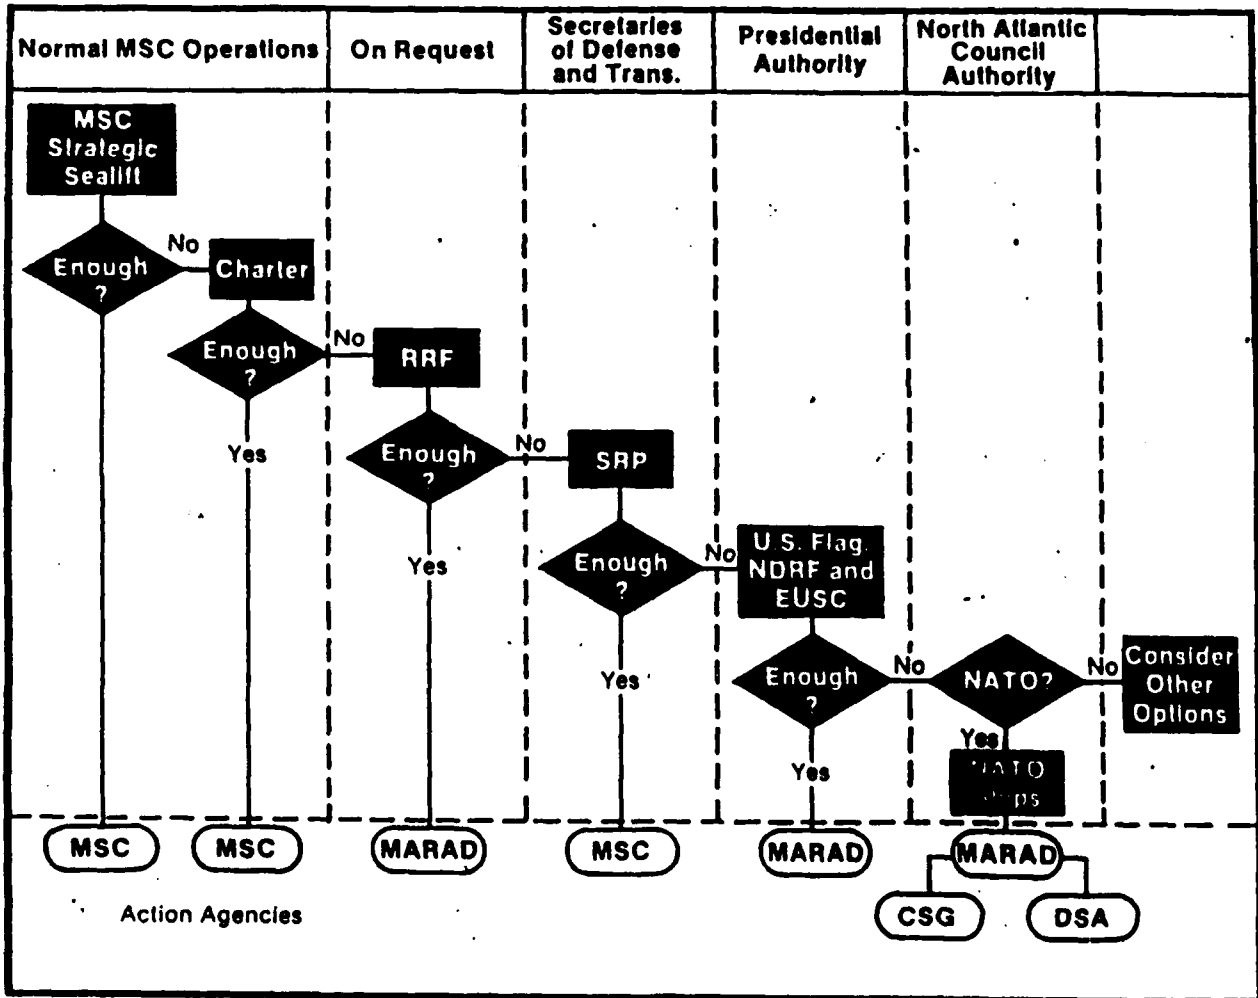 Normal MSC Operations
On Request
Secretaries
of Defense
and Trans.
Presidential
Authority
North Atlantic
Council
Authority
MSC
Strategic
Sealift
Enough
?
No
Charter
Enough
?
No
Yes
RRF
Enough
?
No
Yes
SRP
Enough
?
No
Yes
U.S. Flag,
NDRF and
EUSC
Enough
?
No
Yes
NATO?
No
Yes
NATO
Consider
Other
Options
MSC
MSC
MARAD
MSC
MARAD
MARAD
CSG
DSA
Action Agencies